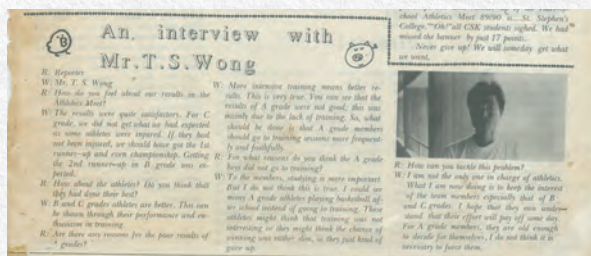 An interview with
Mr. T. S. Wong
R: Reporter
W: Mr. T. S. Wong
R: How do you feel about our results in the
Athletics Meet?
W: The results were quite satisfactory. For C
grade, we did not get what we had expected
as some athletes were injured. If they had
not been injured, we should have got the 1st
runner-up and even championship. Getting
the 2nd runner-up in B grade was ex-
pected.
R: How about the athletes? Do you think that
they had done their best?
W: B and C grades athletes are better. This can
be shown through their performance and en-
thusiasm in training.
R: Are there any reasons for the poor results of
grades?
W: More intensive training means better re-
sults. This is very true. You can see that the
results of A grade were not good; this was
mainly due to the lack of training. So, what
should be done is that A grade members
should go to training sessions more frequent-
ly and faithfully.
R: For what reasons do you think the A grade
boys did not go to training?
W: To the members, studying is more important.
But I do not think this is true. I could see
many A grade athletes playing basketball af-
ter school instead of going to training. These
athletes might think that training was not
interesting or they might think the chance of
winning was rather slim, so they just kind of
gave up.
chool Athletics Meet 89/90 is... St. Stephen's
College." "Oh!" all CSK students sighed. We had
missed the banner by just 17 points.
Never give up! We will someday get what
we want.
R: How can you tackle this problem?
W: I am not the only one in charge of athletics.
What I am now doing is to keep the interest
of the team members especially that of B
and C grades. I hope that they can under-
stand that their effort will pay off some day.
For A grade members, they are old enough
to decide for themselves, I do not think it is
necessary to force them.